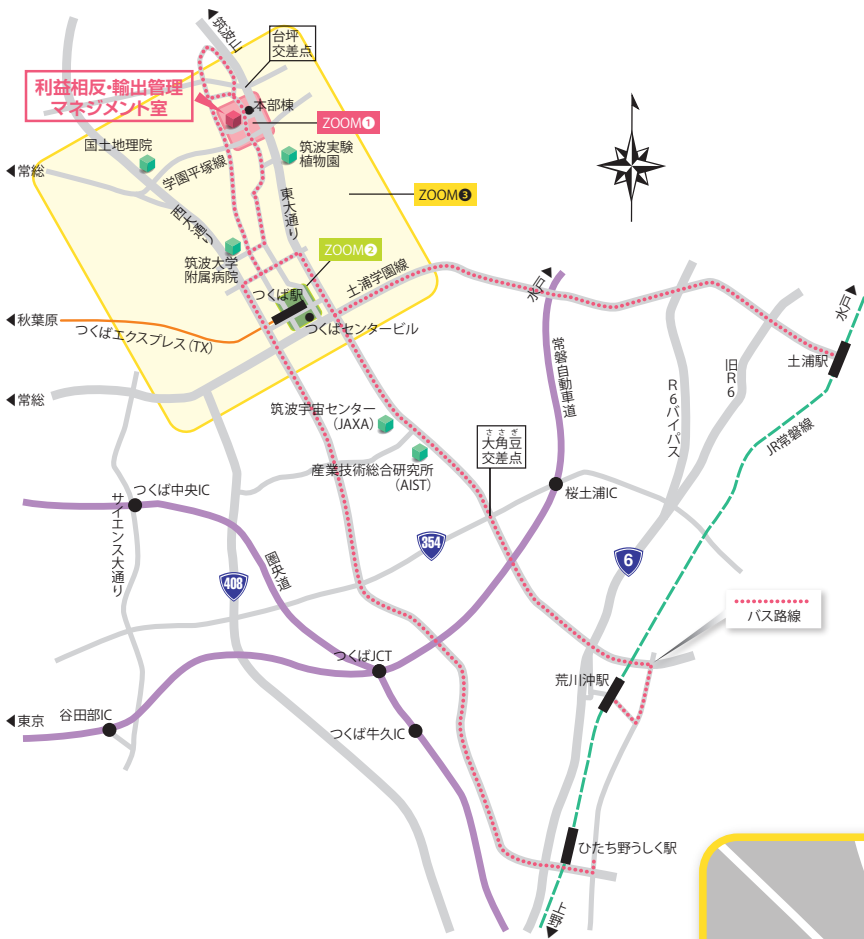 筑波山
台坪
交差点
利益相反・輸出管理
マネジメント室
本部棟
ZOOM❶
国土地理院
筑波実験
植物園
常総
学園平塚線
ZOOM❸
東大通り
西大通り
ZOOM❷
筑波大学
附属病院
土浦学園線
水戸
つくば駅
水戸
秋葉原
つくばエクスプレス(TX)
つくばセンタービル
常磐自動車道
土浦駅
旧R6
R6バイパス
常総
筑波宇宙センター
(JAXA)
JR常磐線
ささぎ
大角豆
交差点
産業技術総合研究所
(AIST)
つくば中央IC
桜土浦IC
サイエンス大通り
354
6
408
圏央道
バス路線
つくばJCT
荒川沖駅
東京
谷田部IC
つくば牛久IC
ひたち野うしく駅
上野